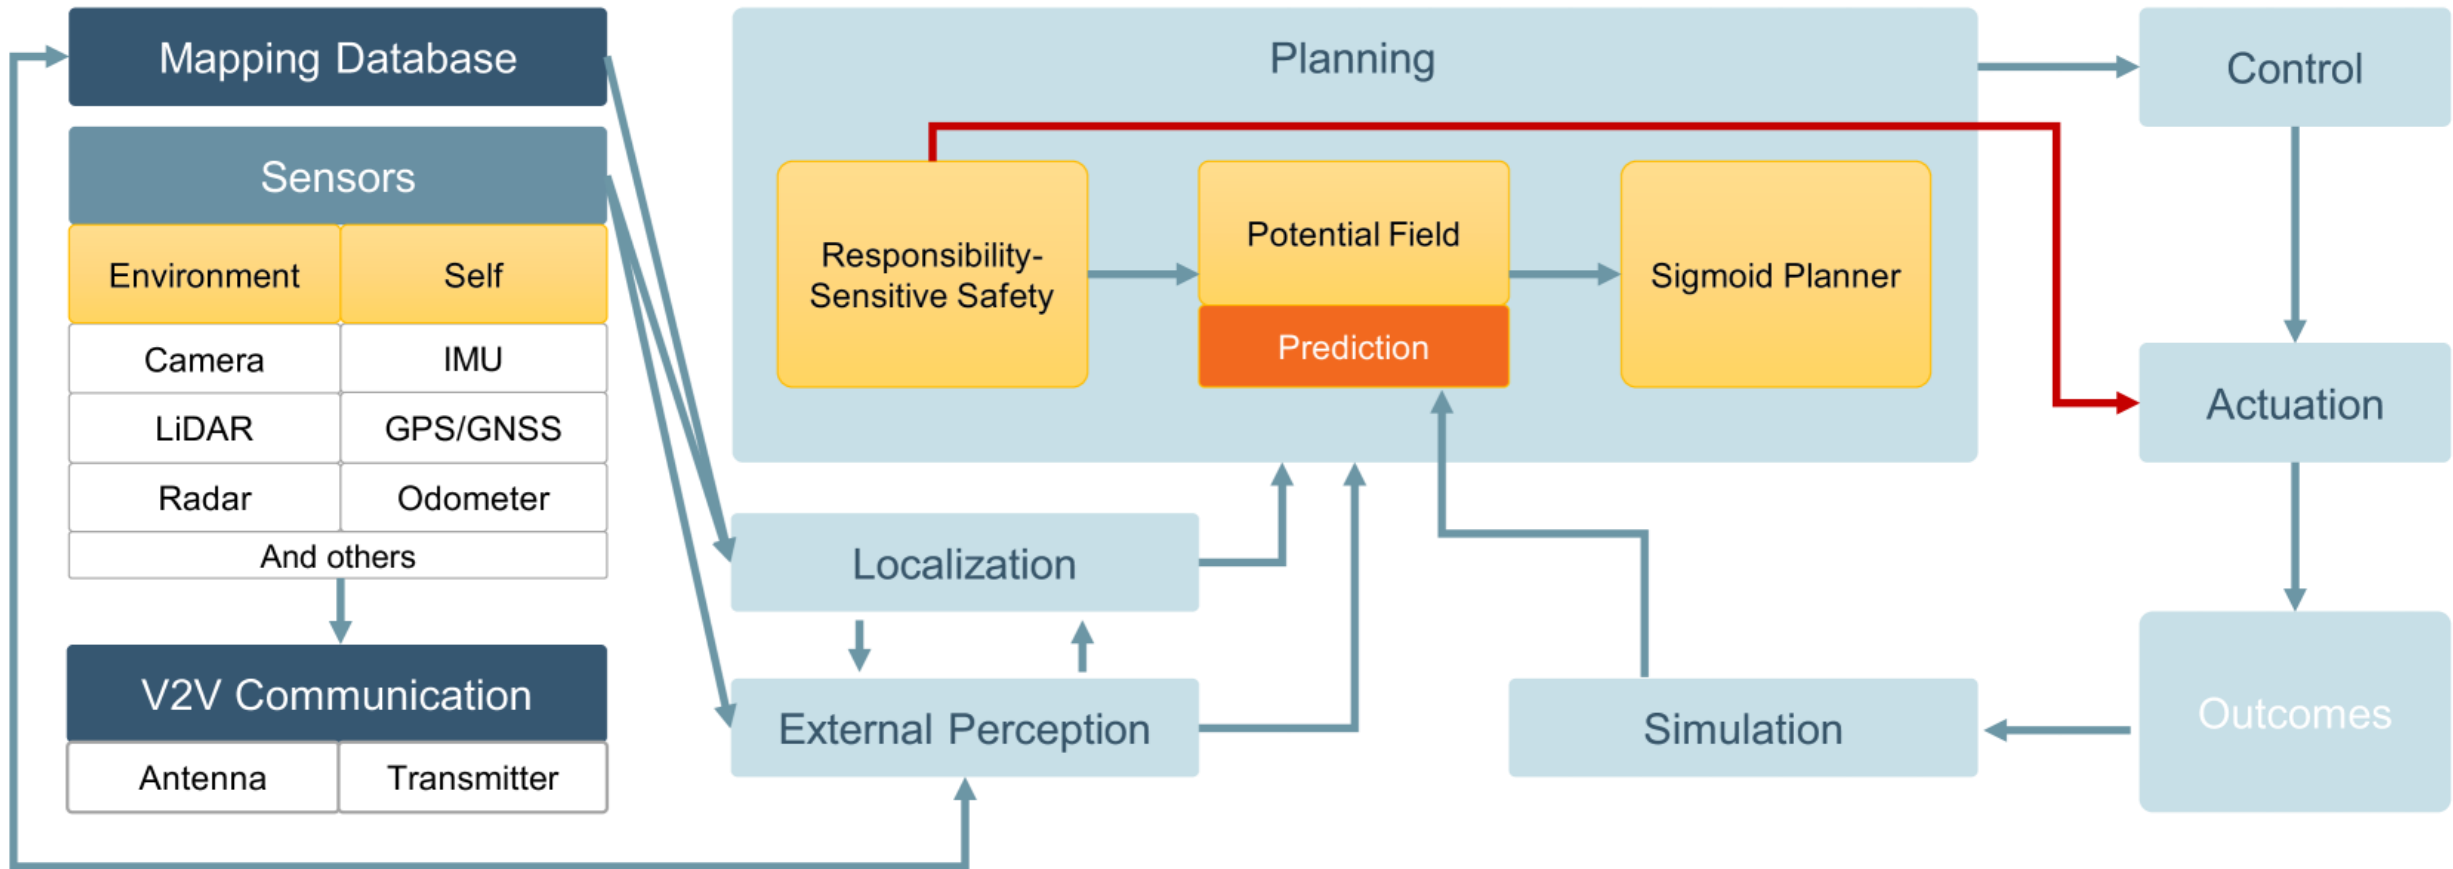 Mapping Database
Sensors
Environment
Self
Camera
IMU
LiDAR
GPS/GNSS
Radar
Odometer
And others
V2V Communication
Antenna
Transmitter
Planning
Responsibility-
Sensitive Safety
Potential Field
Prediction
Sigmoid Planner
Localization
External Perception
Simulation
Control
Actuation
Outcomes